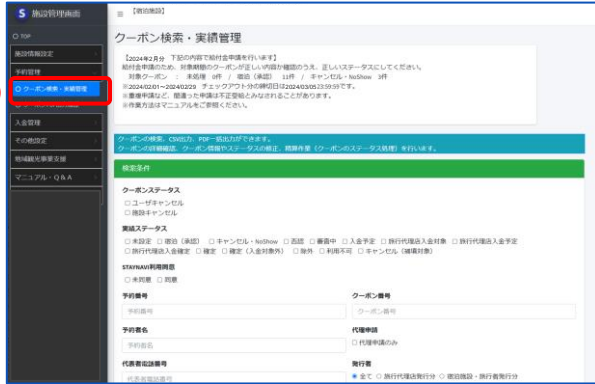 S 施設管理画面
TOP
施設情報設定
予約管理
クーポン検索・実績管理
入金管理
その他設定
地域観光事業支援
マニュアル・Q & A
【宿泊施設】
クーポン検索・実績管理
【2024年2月分 下記の内容で給付金申請を行います】
給付金申請のため、対象期間のクーポンが正しい内容か確認のうえ、正しいステータスにしてください。
対象クーポン : 未処理 0件 / 宿泊（承認） 11件 / キャンセル・NoShow 3件
※2024/02/01~2024/02/29 チェックアウト分の締切日は2024/03/0523:59:59です。
※重複申請など、間違った申請は不正受給とみなされることがあります。
※作業方法はマニュアルをご参照ください。
クーポンの検索、CSV出力、PDF一括出力ができます。
クーポンの詳細確認、クーポン情報やステータスの修正、精算作業（クーポンのステータス処理）を行います。
検索条件
クーポンステータス
ユーザキャンセル
施設キャンセル
実績ステータス
未設定 宿泊（承認） キャンセル・NoShow 否認 審査中 入金予定 旅行代理店入金対象 旅行代理店入金予定
旅行代理店入金確定 確定 確定（入金対象外） 除外 利用不可 キャンセル（補填対象）
STAYNAVI利用同意
未同意 同意
予約番号 クーポン番号
予約番号 クーポン番号
予約者名 代理申請
予約者名 代理申請のみ
代表者電話番号 発行者
代表者電話番号 全て 旅行代理店発行分 宿泊施設・旅行者発行分